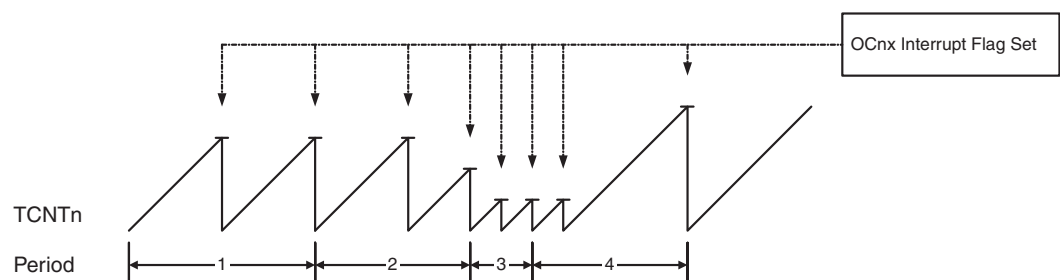 OCnx Interrupt Flag Set
TCNTn
Period
1 2 3 4